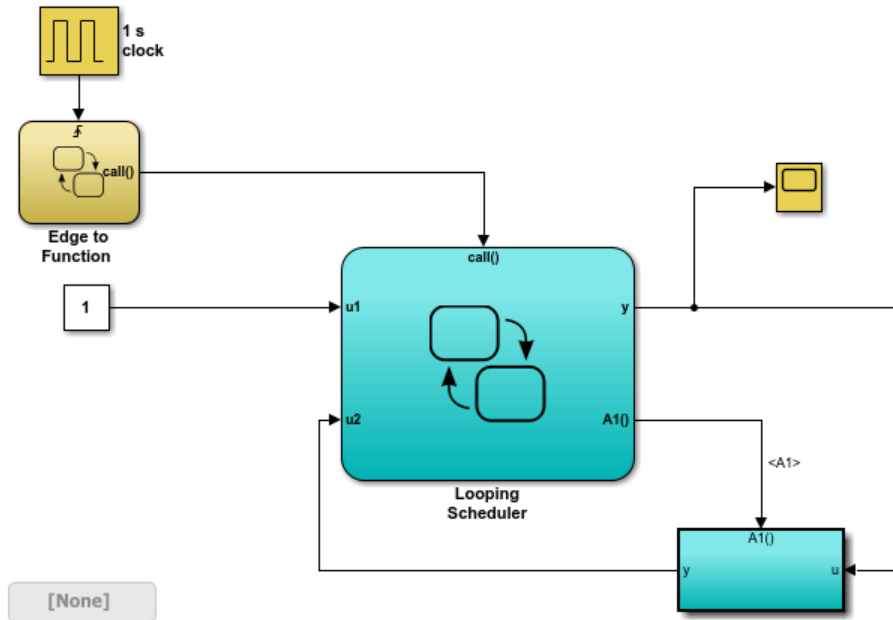 1 s
clock
call()
Edge to
Function
call()
1
u1
y
u2
A1()
<A1>
Looping
Scheduler
A1()
y
u
[None]